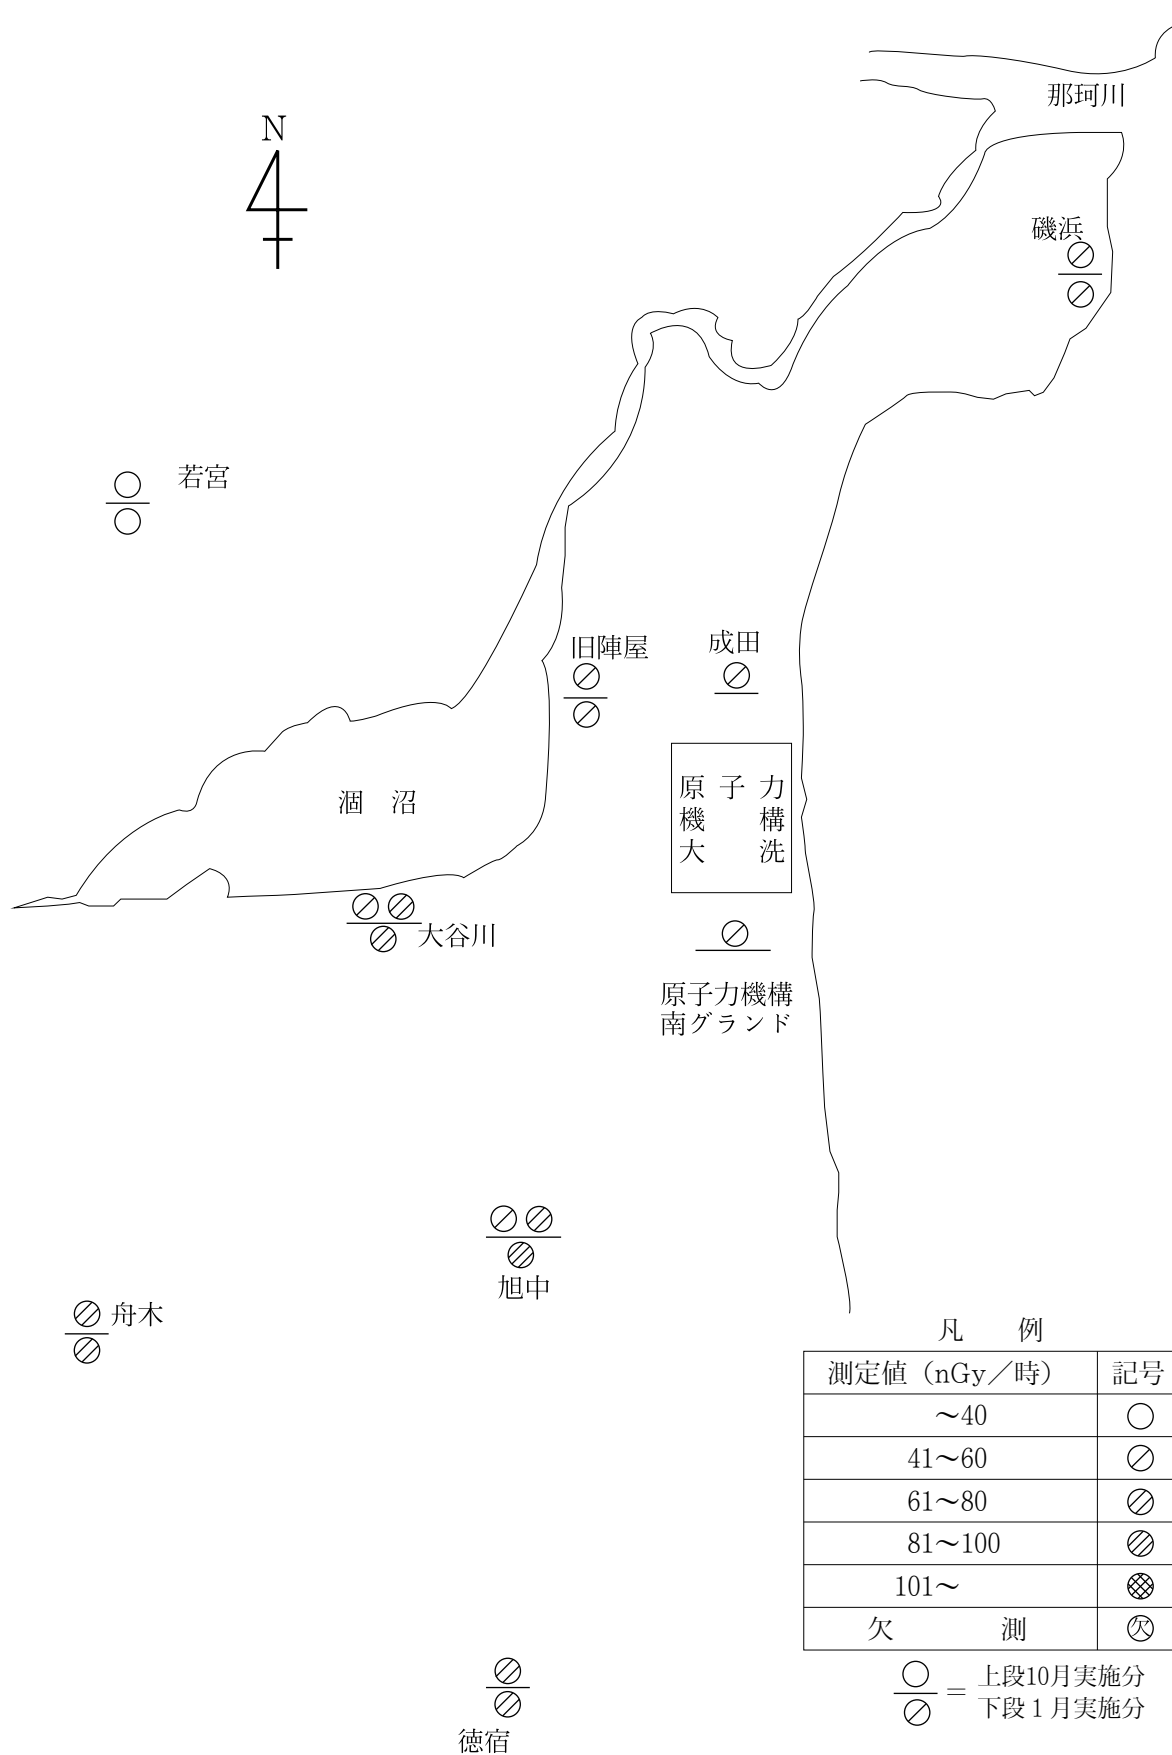 那珂川
N
磯浜
若宮
旧陣屋
成田
原子力
機構
大洗
涸沼
大谷川
原子力機構
南グランド
旭中
舟木
凡例
測定値（nGy／時） 記号
～40
41～60
61～80
81～100
101～
欠測 欠
＝ 上段10月実施分
下段１月実施分
徳宿